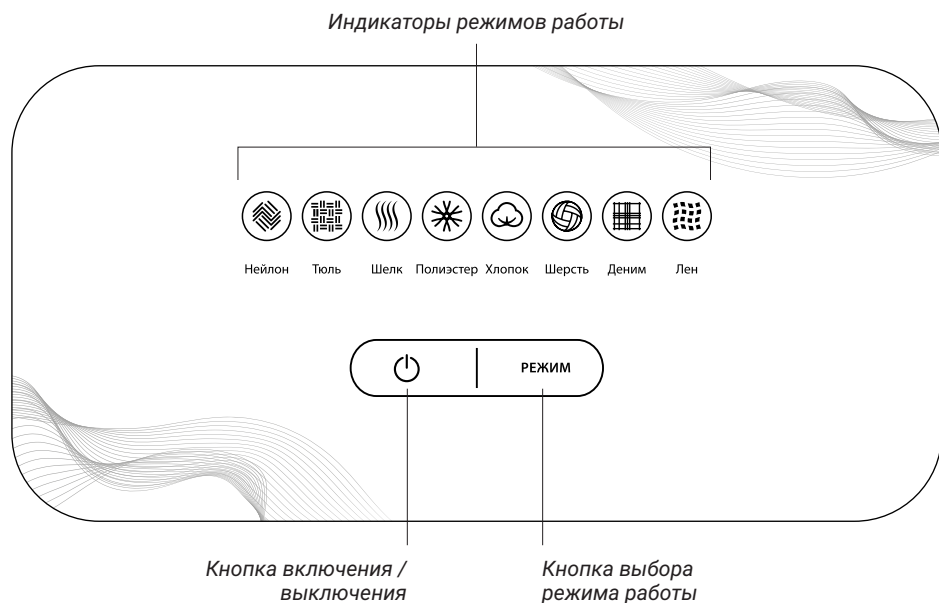 Индикаторы режимов работы
Нейлон Тюль Шелк Полиэстер Хлопок Шерсть Деним Лен
РЕЖИМ
Кнопка включения /
выключения
Кнопка выбора
режима работы